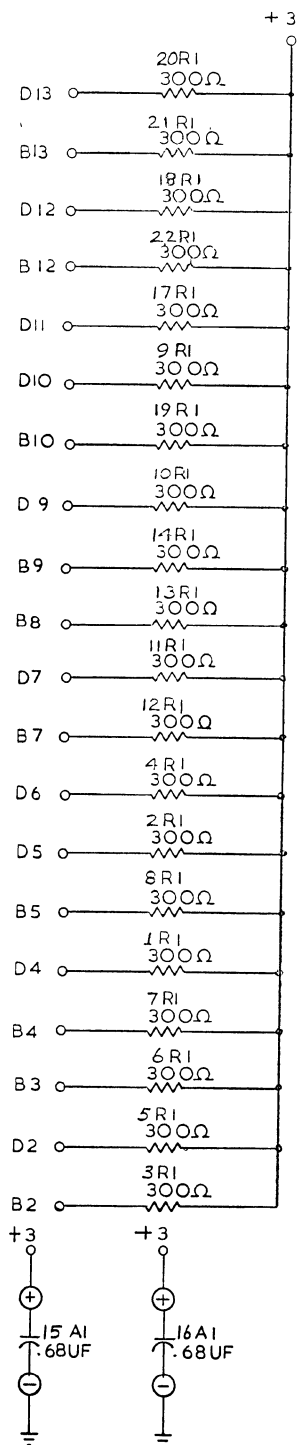 +3
20R1
300Ω
D13
21R1
300Ω
B13
18R1
300Ω
D12
22R1
300Ω
B12
17R1
300Ω
D11
9R1
300Ω
D10
19R1
300Ω
B10
10R1
300Ω
D9
14R1
300Ω
B9
13R1
300Ω
B8
11R1
300Ω
D7
12R1
300Ω
B7
4R1
300Ω
D6
2R1
300Ω
D5
8R1
300Ω
B5
1R1
300Ω
D4
7R1
300Ω
B4
6R1
300Ω
B3
5R1
300Ω
D2
3R1
300Ω
B2
+3 +3
+ +
15A1 16A1
.68UF .68UF
− −